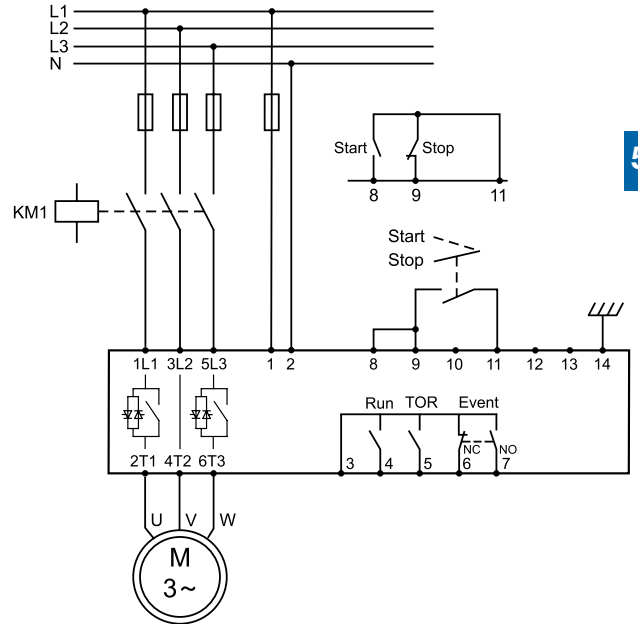 L1
L2
L3
N
5
Start Stop
8 9 11
KM1
Start
Stop
1L1 3L2 5L3 1 2 8 9 10 11 12 13 14
Run TOR Event
NC NO
2T1 4T2 6T3 3 4 5 6 7
U V W
M
3~